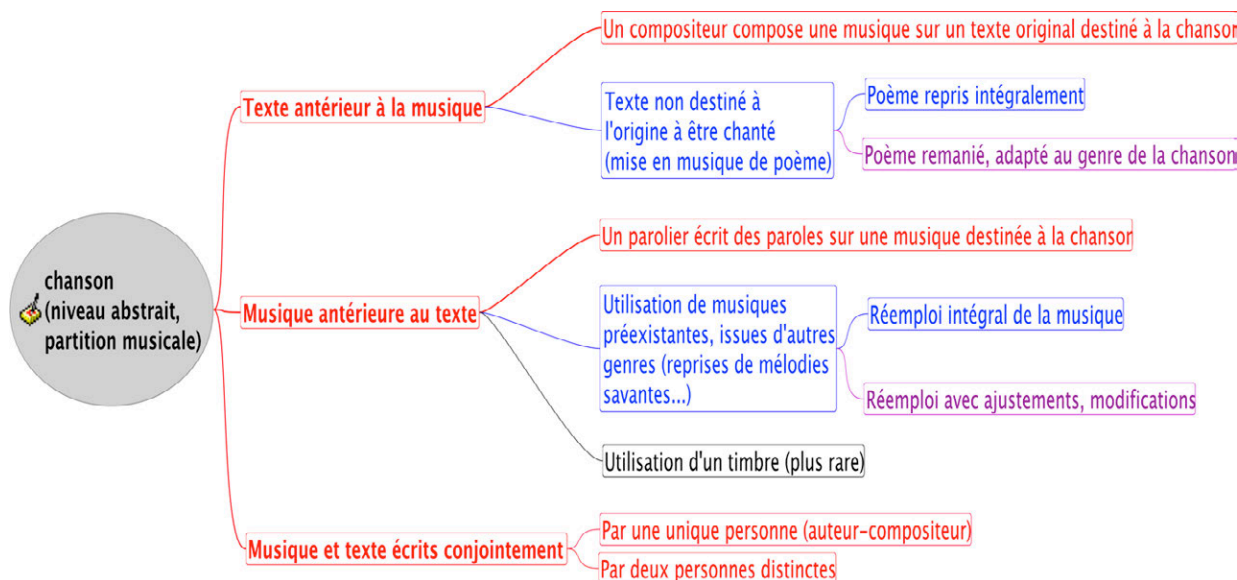 Un compositeur compose une musique sur un texte original destiné à la chanson
Texte antérieur à la musique
Texte non destiné à
l'origine à être chanté
(mise en musique de poème)
Poème repris intégralement
Poème remanié, adapté au genre de la chanson
Un parolier écrit des paroles sur une musique destinée à la chanson
chanson
(niveau abstrait,
partition musicale)
Musique antérieure au texte
Utilisation de musiques
préexistantes, issues d'autres
genres (reprises de mélodies
savantes...)
Réemploi intégral de la musique
Réemploi avec ajustements, modifications
Utilisation d'un timbre (plus rare)
Musique et texte écrits conjointement
Par une unique personne (auteur-compositeur)
Par deux personnes distinctes